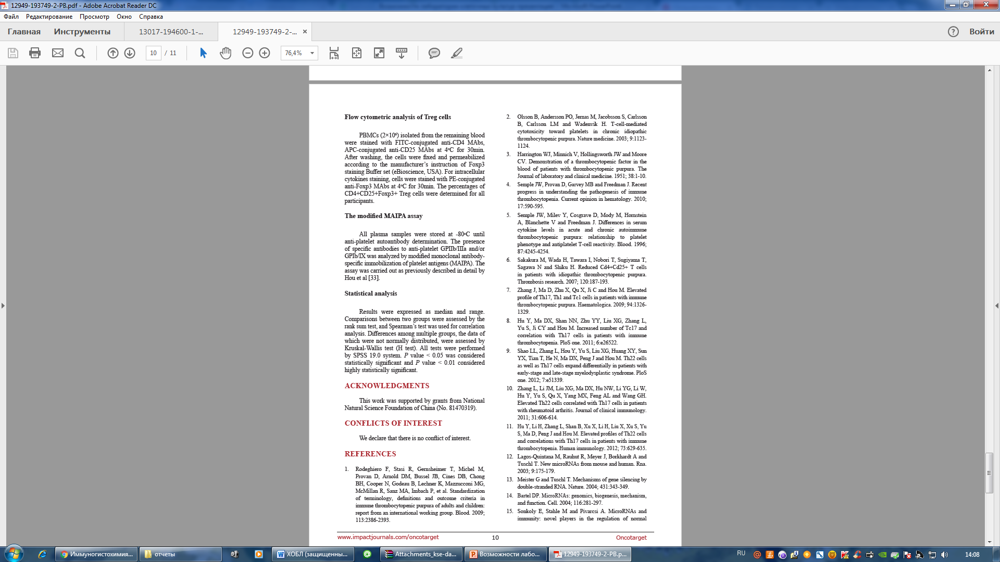 12949-193749-2-PB.pdf - Adobe Acrobat Reader DC
Файл Редактирование Просмотр Окно Справка
Главная Инструменты 13017-194600-1-... 12949-193749-2-... Войти
10 / 11 76,4%
Flow cytometric analysis of Treg cells
PBMCs (2×10⁶) isolated from the remaining blood
were stained with FITC-conjugated anti-CD4 MAbs,
APC-conjugated anti-CD25 MAbs at 4ºC for 30min.
After washing, the cells were fixed and permeabilized
according to the manufacturer's instruction of Foxp3
staining Buffer set (eBioscience, USA). For intracellular
cytokines staining, cells were stained with PE-conjugated
anti-Foxp3 MAbs at 4ºC for 30min. The percentages of
CD4+CD25+Foxp3+ Treg cells were determined for all
participants.
The modified MAIPA assay
All plasma samples were stored at -80ºC until
anti-platelet autoantibody determination. The presence
of specific antibodies to anti-platelet GPIIb/IIIa and/or
GPIb/IX was analyzed by modified monoclonal antibody-
specific immobilization of platelet antigens (MAIPA). The
assay was carried out as previously described in detail by
Hou et al [33].
Statistical analysis
Results were expressed as median and range.
Comparisons between two groups were assessed by the
rank sum test, and Spearman's test was used for correlation
analysis. Differences among multiple groups, the data of
which were not normally distributed, were assessed by
Kruskal-Wallis test (H test). All tests were performed
by SPSS 19.0 system. P value < 0.05 was considered
statistically significant and P value < 0.01 considered
highly statistically significant.
ACKNOWLEDGMENTS
This work was supported by grants from National
Natural Science Foundation of China (No. 81470319).
CONFLICTS OF INTEREST
We declare that there is no conflict of interest.
REFERENCES
1. Rodeghiero F, Stasi R, Gernsheimer T, Michel M,
Provan D, Arnold DM, Bussel JB, Cines DB, Chong
BH, Cooper N, Godeau B, Lechner K, Mazzucconi MG,
McMillan R, Sanz MA, Imbach P, et al. Standardization
of terminology, definitions and outcome criteria in
immune thrombocytopenic purpura of adults and children:
report from an international working group. Blood. 2009;
113:2386-2393.
2. Olsson B, Andersson PO, Jernas M, Jacobsson S, Carlsson
B, Carlsson LM and Wadenvik H. T-cell-mediated
cytotoxicity toward platelets in chronic idiopathic
thrombocytopenic purpura. Nature medicine. 2003; 9:1123-
1124.
3. Harrington WJ, Minnich V, Hollingsworth JW and Moore
CV. Demonstration of a thrombocytopenic factor in the
blood of patients with thrombocytopenic purpura. The
Journal of laboratory and clinical medicine. 1951; 38:1-10.
4. Semple JW, Provan D, Garvey MB and Freedman J. Recent
progress in understanding the pathogenesis of immune
thrombocytopenia. Current opinion in hematology. 2010;
17:590-595.
5. Semple JW, Milev Y, Cosgrave D, Mody M, Hornstein
A, Blanchette V and Freedman J. Differences in serum
cytokine levels in acute and chronic autoimmune
thrombocytopenic purpura: relationship to platelet
phenotype and antiplatelet T-cell reactivity. Blood. 1996;
87:4245-4254.
6. Sakakura M, Wada H, Tawara I, Nobori T, Sugiyama T,
Sagawa N and Shiku H. Reduced Cd4+Cd25+ T cells
in patients with idiopathic thrombocytopenic purpura.
Thrombosis research. 2007; 120:187-193.
7. Zhang J, Ma D, Zhu X, Qu X, Ji C and Hou M. Elevated
profile of Th17, Th1 and Tc1 cells in patients with immune
thrombocytopenic purpura. Haematologica. 2009; 94:1326-
1329.
8. Hu Y, Ma DX, Shan NN, Zhu YY, Liu XG, Zhang L,
Yu S, Ji CY and Hou M. Increased number of Tc17 and
correlation with Th17 cells in patients with immune
thrombocytopenia. PloS one. 2011; 6:e26522.
9. Shao LL, Zhang L, Hou Y, Yu S, Liu XG, Huang XY, Sun
YX, Tian T, He N, Ma DX, Peng J and Hou M. Th22 cells
as well as Th17 cells expand differentially in patients with
early-stage and late-stage myelodysplastic syndrome. PloS
one. 2012; 7:e51339.
10. Zhang L, Li JM, Liu XG, Ma DX, Hu NW, Li YG, Li W,
Hu Y, Yu S, Qu X, Yang MX, Feng AL and Wang GH.
Elevated Th22 cells correlated with Th17 cells in patients
with rheumatoid arthritis. Journal of clinical immunology.
2011; 31:606-614.
11. Hu Y, Li H, Zhang L, Shan B, Xu X, Li H, Liu X, Xu S, Yu
S, Ma D, Peng J and Hou M. Elevated profiles of Th22 cells
and correlations with Th17 cells in patients with immune
thrombocytopenia. Human immunology. 2012; 73:629-635.
12. Lagos-Quintana M, Rauhut R, Meyer J, Borkhardt A and
Tuschl T. New microRNAs from mouse and human. Rna.
2003; 9:175-179.
13. Meister G and Tuschl T. Mechanisms of gene silencing by
double-stranded RNA. Nature. 2004; 431:343-349.
14. Bartel DP. MicroRNAs: genomics, biogenesis, mechanism,
and function. Cell. 2004; 116:281-297.
15. Sonkoly E, Stahle M and Pivarcsi A. MicroRNAs and
immunity: novel players in the regulation of normal
www.impactjournals.com/oncotarget 10 Oncotarget
Иммуногистохимия... отчеты ХОБЛ (защищенны... Attachments_kse-da... Возможности лабо... 12949-193749-2-PB.p... RU 14:08